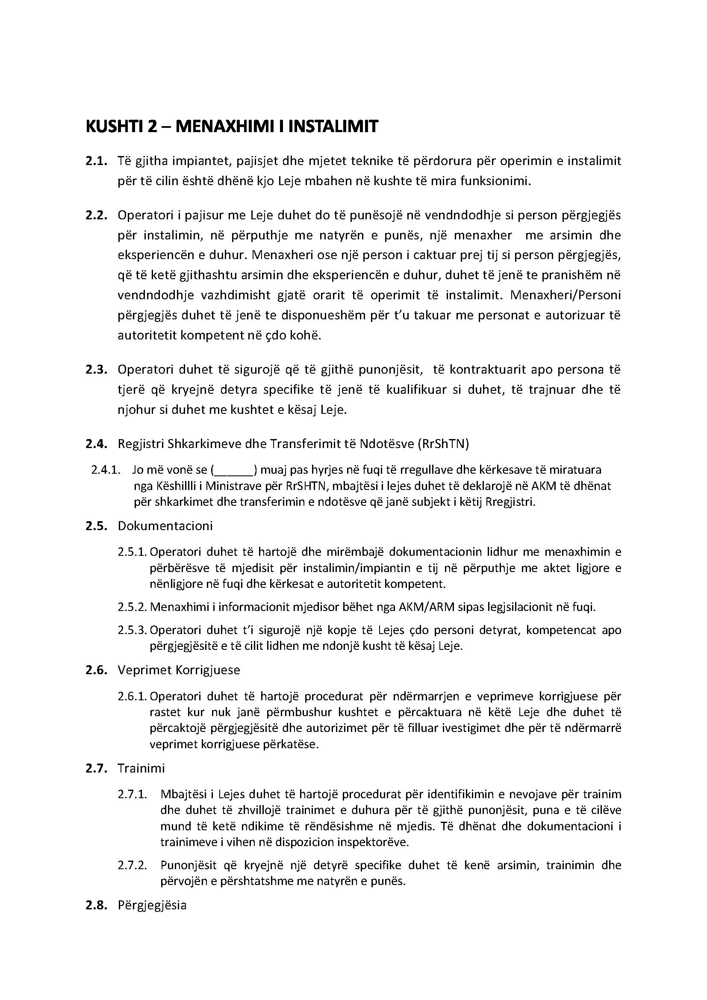 KUSHTI 2 – MENAXHIMI I INSTALIMIT
2.1. Të gjitha impiantet, pajisjet dhe mjetet teknike të përdorura për operimin e instalimit
për të cilin është dhënë kjo Leje mbahen në kushte të mira funksionimi.
2.2. Operatori i pajisur me Leje duhet do të punësojë në vendndodhje si person përgjegjës
për instalimin, në përputhje me natyrën e punës, një menaxher me arsimin dhe
eksperiencën e duhur. Menaxheri ose një person i caktuar prej tij si person përgjegjës,
që të ketë gjithashtu arsimin dhe eksperiencën e duhur, duhet të jenë te pranishëm në
vendndodhje vazhdimisht gjatë orarit të operimit të instalimit. Menaxheri/Personi
përgjegjës duhet të jenë te disponueshëm për t’u takuar me personat e autorizuar të
autoritetit kompetent në çdo kohë.
2.3. Operatori duhet të sigurojë që të gjithë punonjësit, të kontraktuarit apo persona të
tjerë që kryejnë detyra specifike të jenë të kualifikuar si duhet, të trajnuar dhe të
njohur si duhet me kushtet e kësaj Leje.
2.4. Regjistri Shkarkimeve dhe Transferimit të Ndotësve (RrShTN)
2.4.1. Jo më vonë se (______) muaj pas hyrjes në fuqi të rregullave dhe kërkesave të miratuara
nga Këshillli i Ministrave për RrSHTN, mbajtësi i lejes duhet të deklarojë në AKM të dhënat
për shkarkimet dhe transferimin e ndotësve që janë subjekt i këtij Rregjistri.
2.5. Dokumentacioni
2.5.1. Operatori duhet të hartojë dhe mirëmbajë dokumentacionin lidhur me menaxhimin e
përbërësve të mjedisit për instalimin/impiantin e tij në përputhje me aktet ligjore e
nënligjore në fuqi dhe kërkesat e autoritetit kompetent.
2.5.2. Menaxhimi i informacionit mjedisor bëhet nga AKM/ARM sipas legjsilacionit në fuqi.
2.5.3. Operatori duhet t’i sigurojë një kopje të Lejes çdo personi detyrat, kompetencat apo
përgjegjësitë e të cilit lidhen me ndonjë kusht të kësaj Leje.
2.6. Veprimet Korrigjuese
2.6.1. Operatori duhet të hartojë procedurat për ndërmarrjen e veprimeve korrigjuese për
rastet kur nuk janë përmbushur kushtet e përcaktuara në këtë Leje dhe duhet të
përcaktojë përgjegjësitë dhe autorizimet për të filluar ivestigimet dhe për të ndërmarrë
veprimet korrigjuese përkatëse.
2.7. Trainimi
2.7.1. Mbajtësi i Lejes duhet të hartojë procedurat për identifikimin e nevojave për trainim
dhe duhet të zhvillojë trainimet e duhura për të gjithë punonjësit, puna e të cilëve
mund të ketë ndikime të rëndësishme në mjedis. Të dhënat dhe dokumentacioni i
trainimeve i vihen në dispozicion inspektorëve.
2.7.2. Punonjësit që kryejnë një detyrë specifike duhet të kenë arsimin, trainimin dhe
përvojën e përshtatshme me natyrën e punës.
2.8. Përgjegjësia